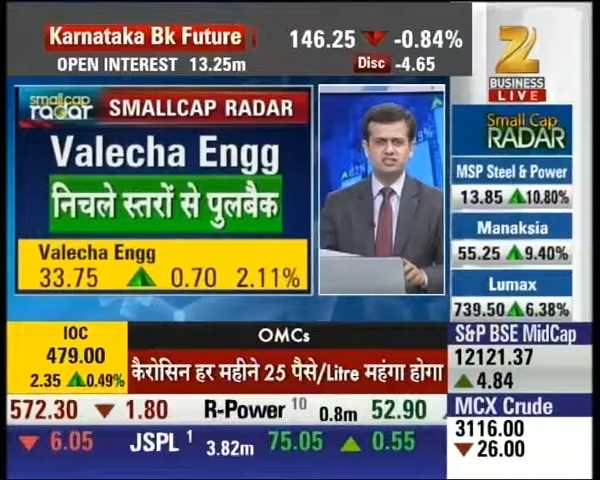 Karnataka Bk Future
146.25 -0.84%
OPEN INTEREST 13.25m
Disc -4.65
Z
BUSINESS
LIVE
smallcap
radar
SMALLCAP RADAR
Valecha Engg
निचले स्तरों से पुलबैक
Valecha Engg
33.75 0.70 2.11%
Small Cap
RADAR
MSP Steel & Power
13.85 10.80%
Manaksia
55.25 9.40%
Lumax
739.50 6.38%
IOC
479.00
2.35 0.49%
OMCs
कैरोसिन हर महीने 25 पैसे/Litre महंगा होगा
S&P BSE MidCap
12121.37
4.84
572.30 1.80 R-Power 10 0.8m 52.90
6.05 JSPL 1 3.82m 75.05 0.55
MCX Crude
3116.00
26.00